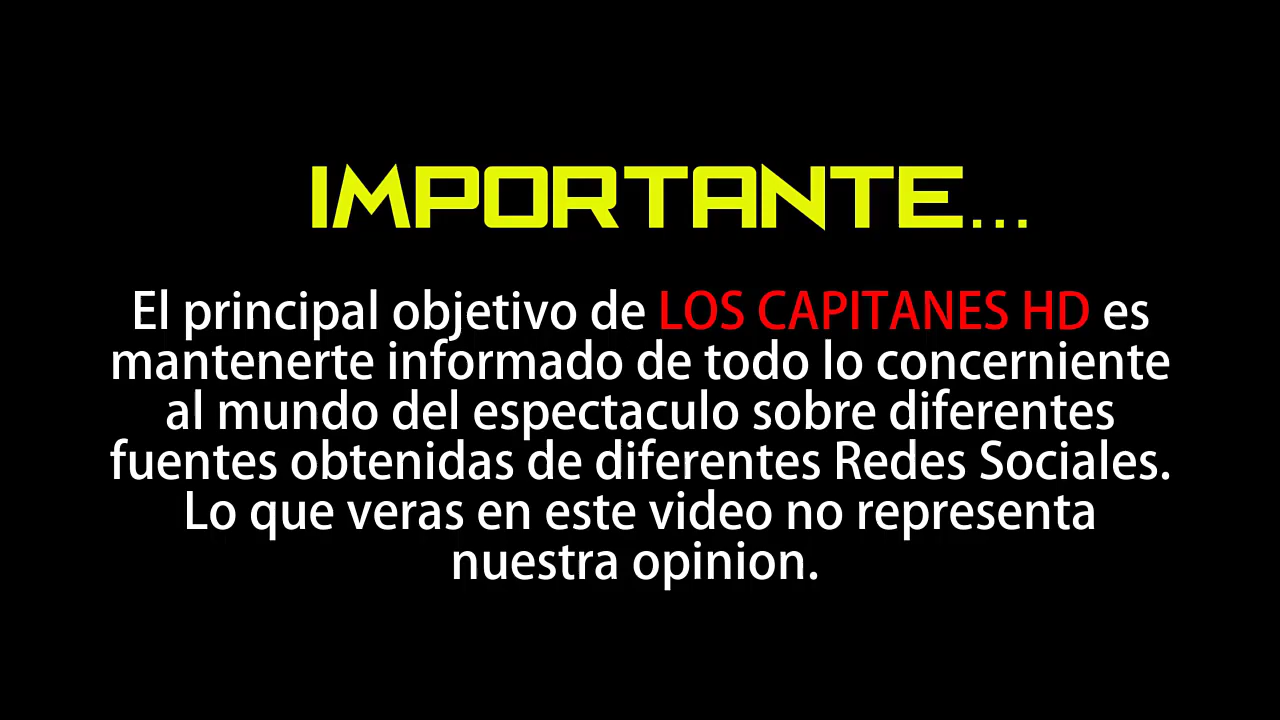 IMPORTANTE...
El principal objetivo de LOS CAPITANES HD es
mantenerte informado de todo lo concerniente
al mundo del espectaculo sobre diferentes
fuentes obtenidas de diferentes Redes Sociales.
Lo que veras en este video no representa
nuestra opinion.